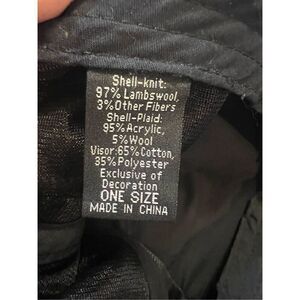 Shell-knit:
97% Lambswool,
3% Other Fibers
Shell-Plaid:
95% Acrylic,
5% Wool
Visor:65% Cotton,
35% Polyester
Exclusive of
Decoration
ONE SIZE
MADE IN CHINA